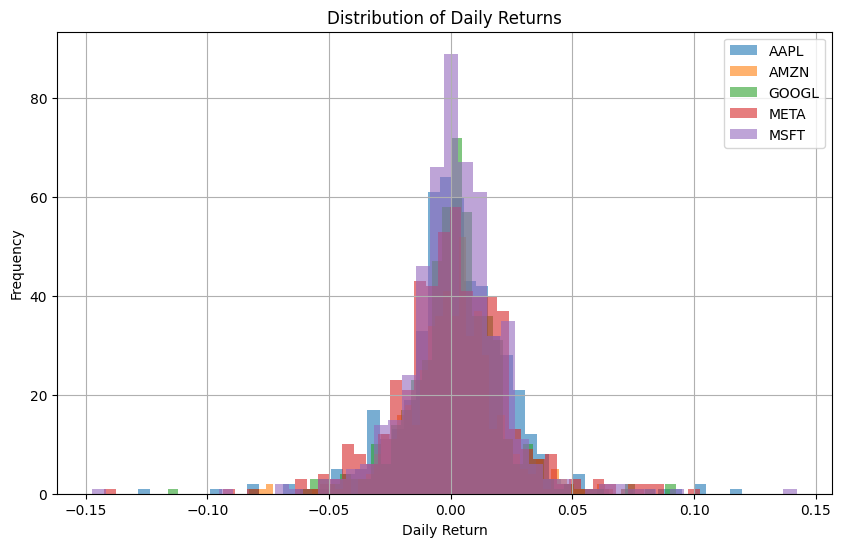 Distribution of Daily Returns
AAPL
AMZN
GOOGL
META
MSFT
Frequency
80
60
40
20
0
−0.15
−0.10
−0.05
0.00
0.05
0.10
0.15
Daily Return